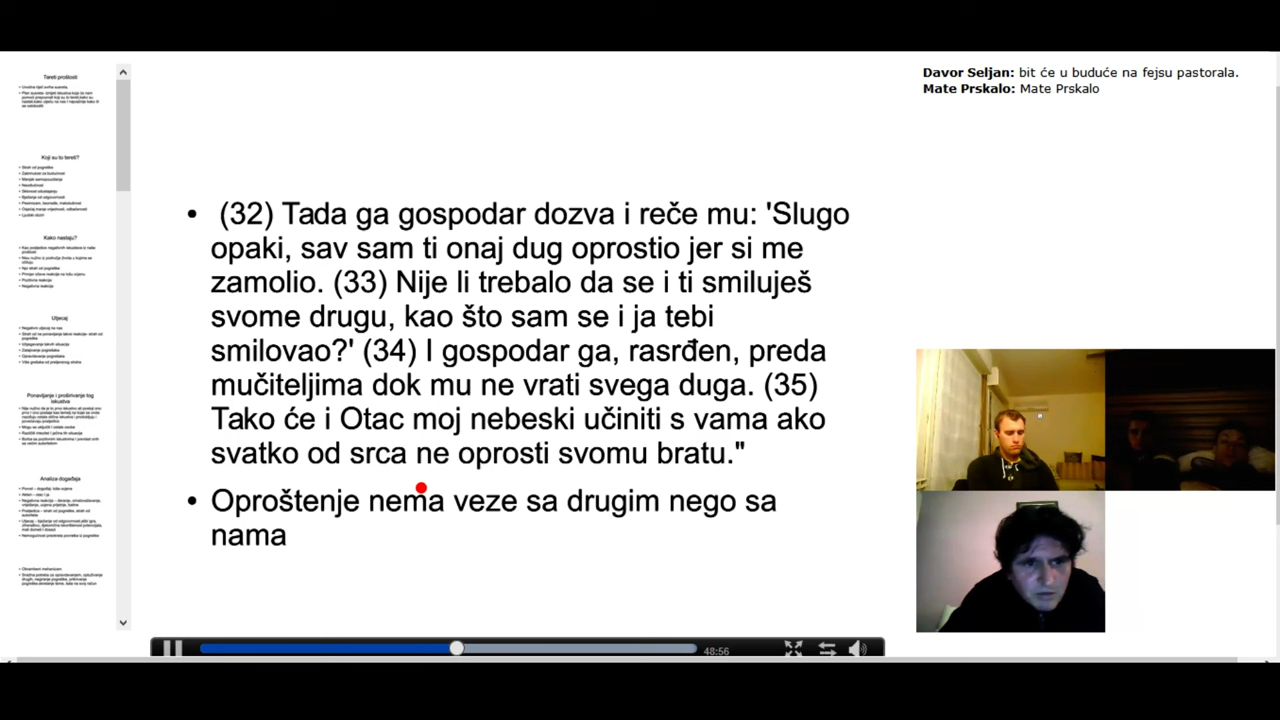 Tereti prošlosti
Koji su to tereti?
Kako nastaju?
Utjecaj
Ponavljanje i proširivanje tog
iskustva
Analiza događaja
• (32) Tada ga gospodar dozva i reče mu: 'Slugo
opaki, sav sam ti onaj dug oprostio jer si me
zamolio. (33) Nije li trebalo da se i ti smiluješ
svome drugu, kao što sam se i ja tebi
smilovao?' (34) I gospodar ga, rasrđen, preda
mučiteljima dok mu ne vrati svega duga. (35)
Tako će i Otac moj nebeski učiniti s vama ako
svatko od srca ne oprosti svomu bratu."
• Oproštenje nema veze sa drugim nego sa
nama
48:56
Davor Seljan: bit će u buduće na fejsu pastorala.
Mate Prskalo: Mate Prskalo